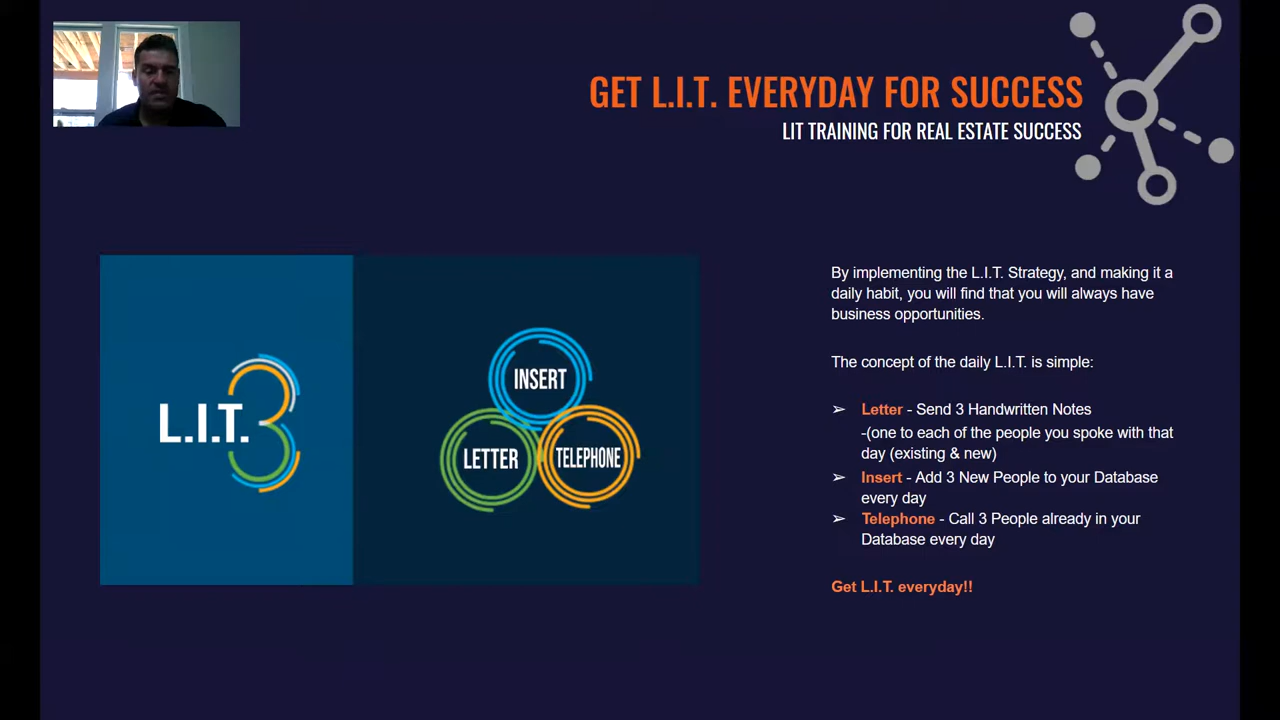 GET L.I.T. EVERYDAY FOR SUCCESS
LIT TRAINING FOR REAL ESTATE SUCCESS
L.I.T. 3
INSERT
LETTER
TELEPHONE
By implementing the L.I.T. Strategy, and making it a
daily habit, you will find that you will always have
business opportunities.
The concept of the daily L.I.T. is simple:
➢ Letter - Send 3 Handwritten Notes
-(one to each of the people you spoke with that
day (existing & new)
➢ Insert - Add 3 New People to your Database
every day
➢ Telephone - Call 3 People already in your
Database every day
Get L.I.T. everyday!!